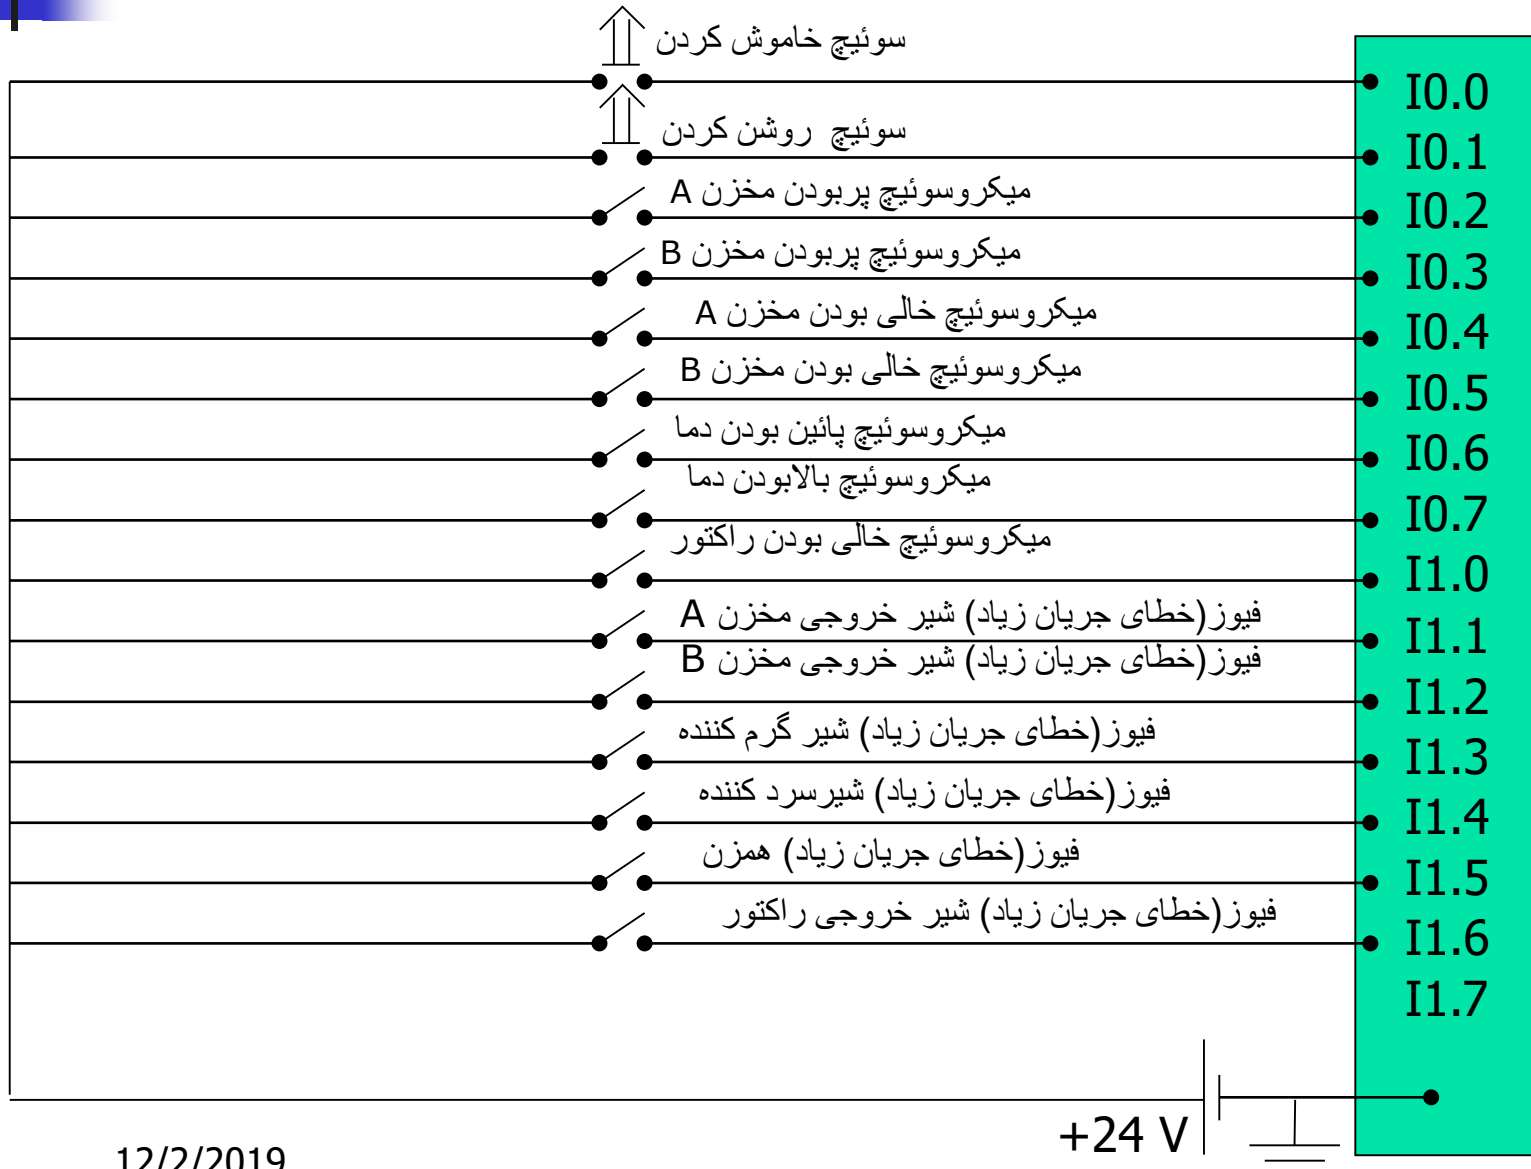 سوئیچ خاموش کردن
I0.0
سوئیچ روشن کردن
I0.1
میکروسوئیچ پربودن مخزن A
I0.2
میکروسوئیچ پربودن مخزن B
I0.3
میکروسوئیچ خالی بودن مخزن A
I0.4
میکروسوئیچ خالی بودن مخزن B
I0.5
میکروسوئیچ پائین بودن دما
I0.6
میکروسوئیچ بالابودن دما
I0.7
میکروسوئیچ خالی بودن راکتور
I1.0
فیوز(خطای جریان زیاد) شیر خروجی مخزن A
I1.1
فیوز(خطای جریان زیاد) شیر خروجی مخزن B
I1.2
فیوز(خطای جریان زیاد) شیر گرم کننده
I1.3
فیوز(خطای جریان زیاد) شیرسرد کننده
I1.4
فیوز(خطای جریان زیاد) همزن
I1.5
فیوز(خطای جریان زیاد) شیر خروجی راکتور
I1.6
I1.7
+24 V
12/2/2019